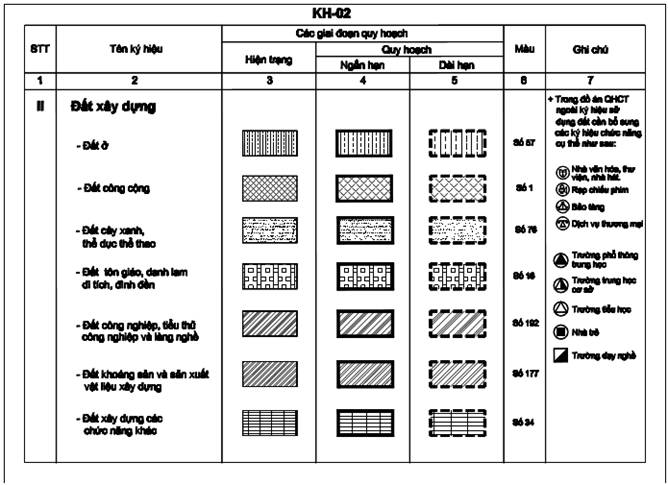 KH-02
STT
Tên ký hiệu
Các giai đoạn quy hoạch
Hiện trạng
Quy hoạch
Ngắn hạn
Dài hạn
Màu
Ghi chú
1
2
3
4
5
6
7
II
Đất xây dựng
- Đất ở
Số 57
- Đất công cộng
Số 1
- Đất cây xanh,
thể dục thể thao
Số 76
- Đất tôn giáo, danh lam
di tích, đình đền
Số 16
- Đất công nghiệp, tiểu thủ
công nghiệp và làng nghề
Số 192
- Đất khoáng sản và sản xuất
vật liệu xây dựng
Số 177
- Đất xây dựng các
chức năng khác
Số 34
+ Trong đồ án QHCT
ngoài ký hiệu sử
dụng đất cần bổ sung
các ký hiệu chức năng
cụ thể như sau:
Nhà văn hóa, thư
viện, nhà hát.
Rạp chiếu phim
Bảo tàng
Dịch vụ thương mại
Trường phổ thông
trung học
Trường trung học
cơ sở
Trường tiểu học
Nhà trẻ
Trường dạy nghề